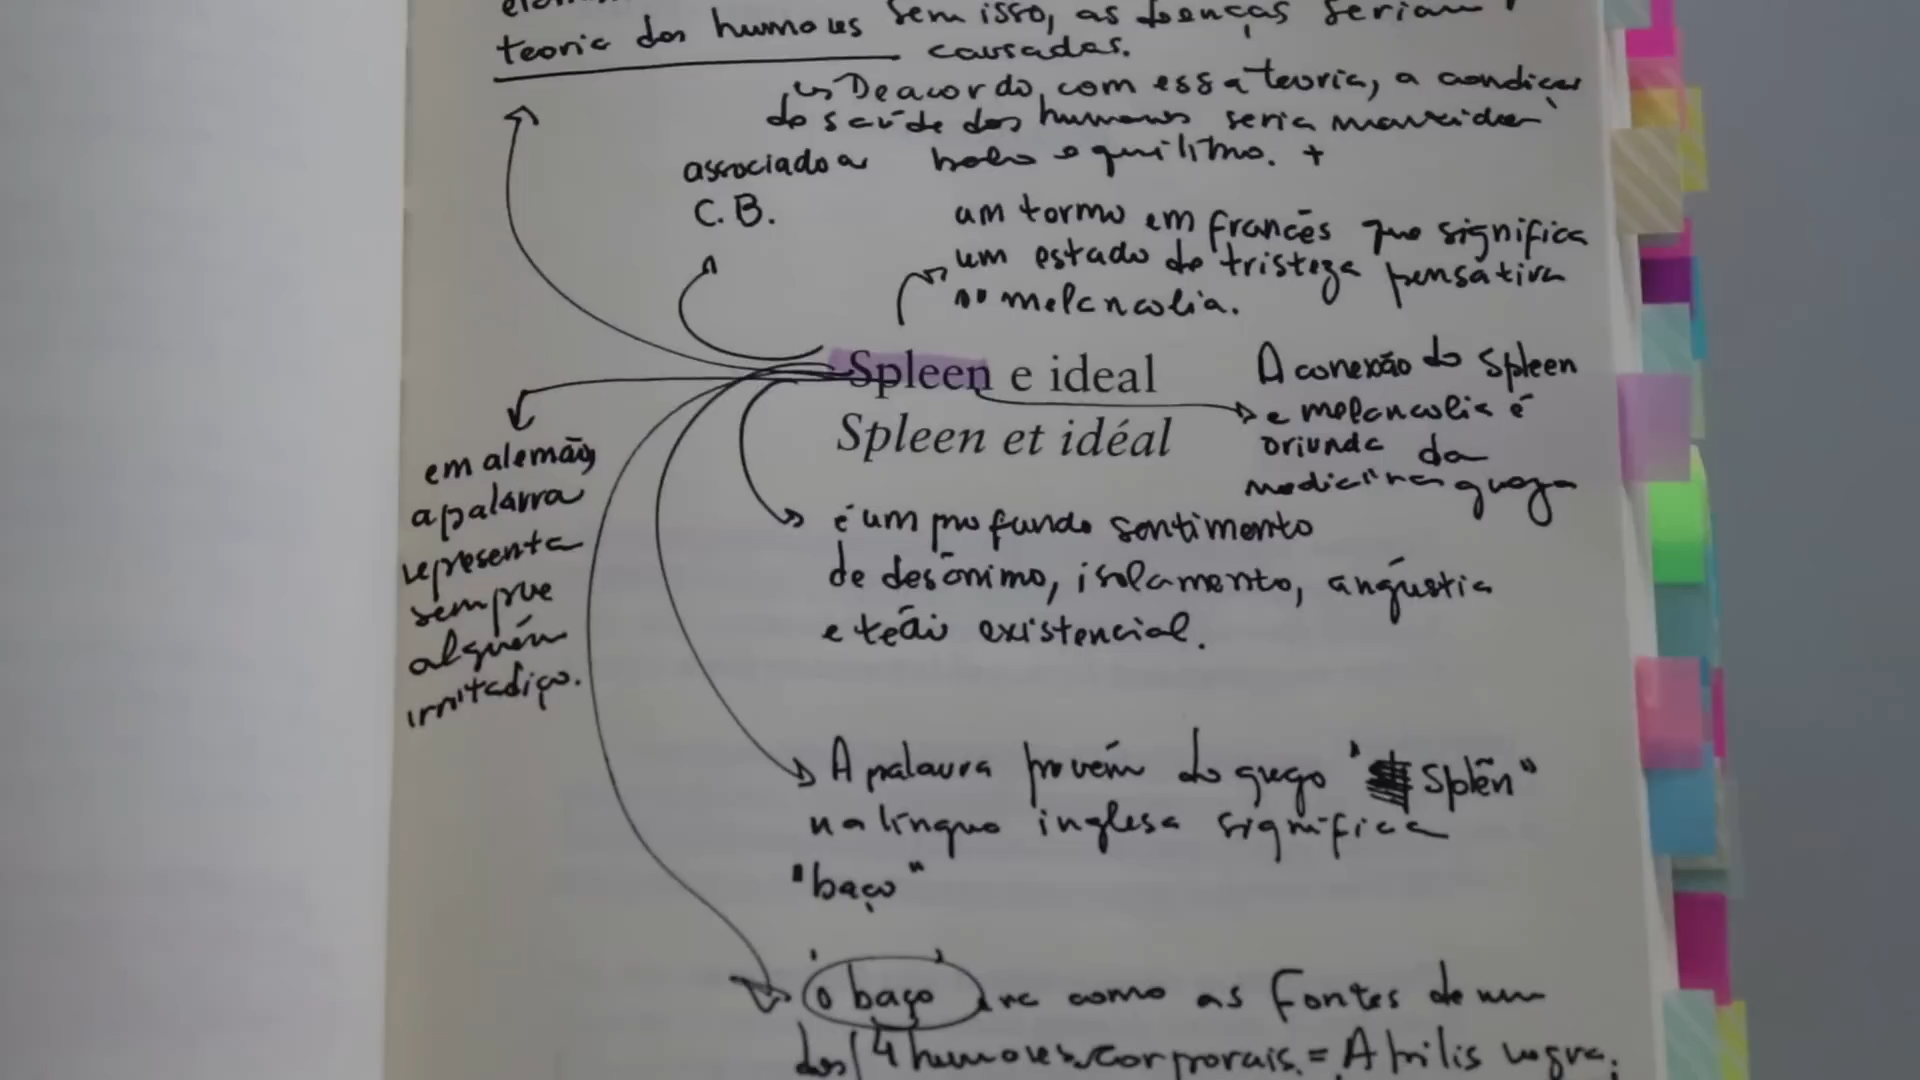 teoria dos humores sem isso, as doenças seriam
causadas.
↳ De acordo com essa teoria, a condição
de saúde dos humanos seria mantida
associado a
C. B.
pelo equilíbrio. +
um termo em francês que significa
um estado de tristeza pensativa
ou melancolia.
Spleen e ideal
Spleen et idéal
A conexão do Spleen
e melancolia é
oriunda da
medicina grega
em alemão,
a palavra
representa
sempre
alguém
irritadiço.
é um profundo sentimento
de desânimo, isolamento, angústia
e tédio existencial.
A palavra provém do grego "Splēn"
na língua inglesa significa
"baço"
o baço era como as fontes de um
dos 4 humores corporais = A bílis negra.